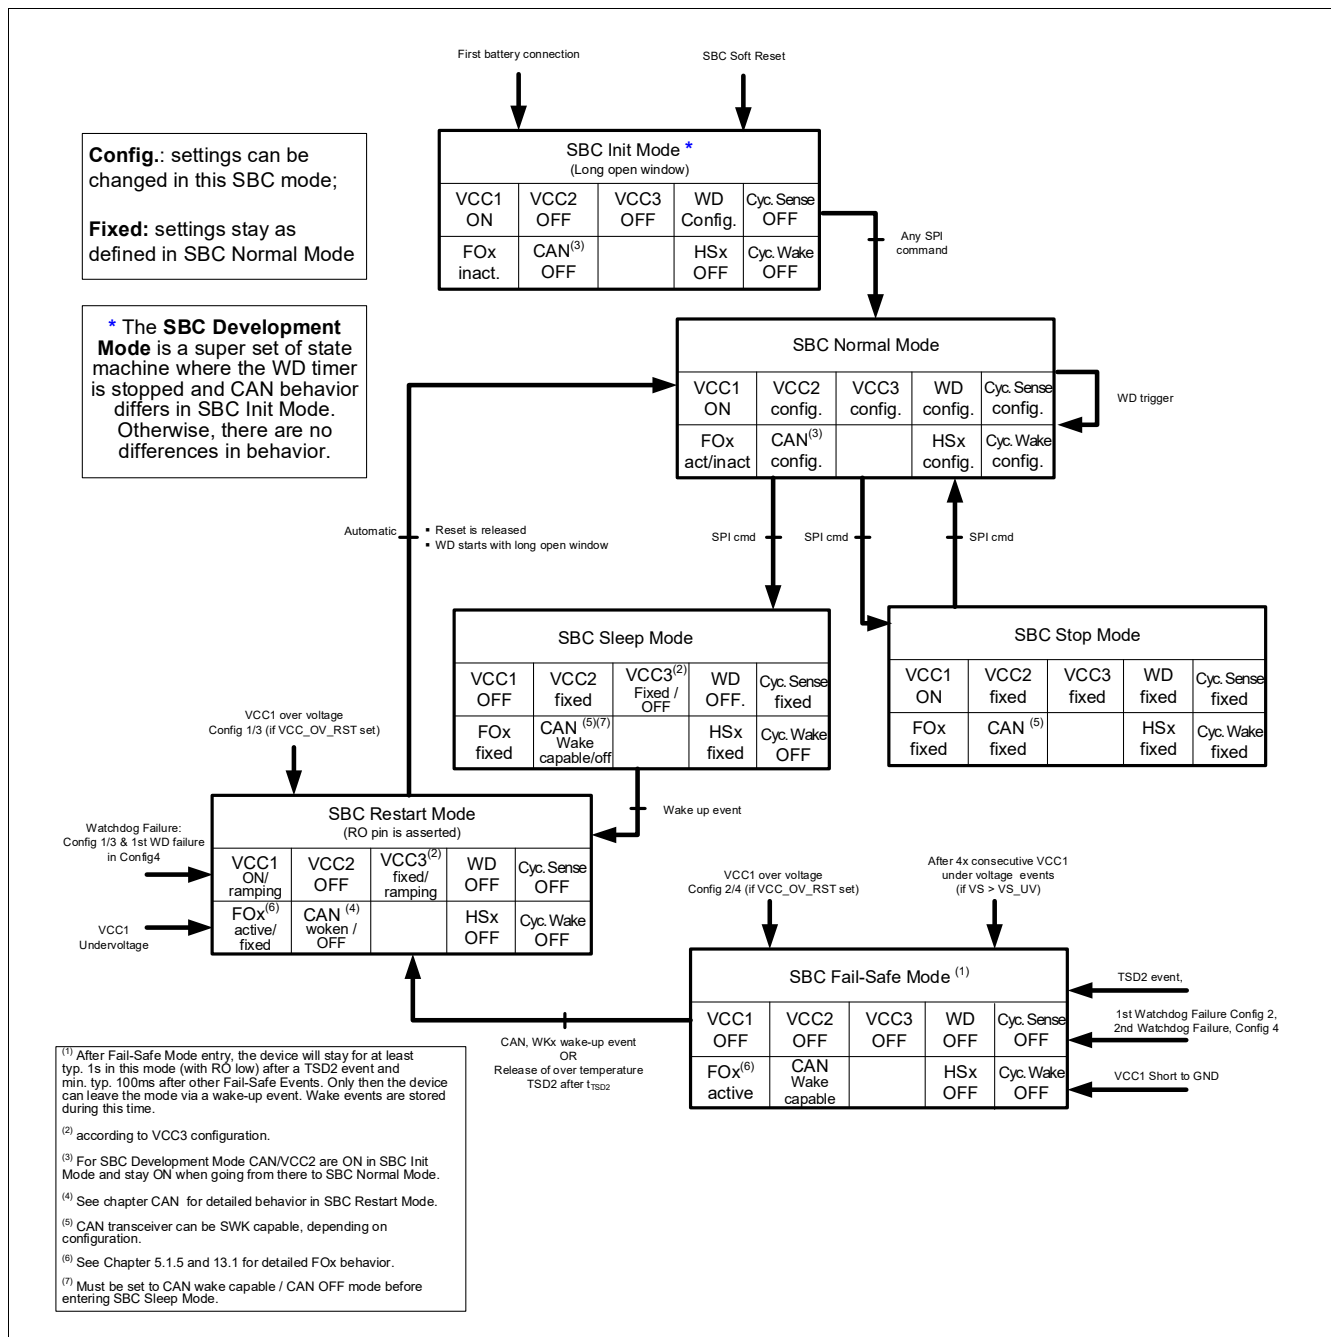 First battery connection
SBC Soft Reset
Config.: settings can be
changed in this SBC mode;
Fixed: settings stay as
defined in SBC Normal Mode
* The SBC Development
Mode is a super set of state
machine where the WD timer
is stopped and CAN behavior
differs in SBC Init Mode.
Otherwise, there are no
differences in behavior.
SBC Init Mode *
(Long open window)
VCC1
ON
VCC2
OFF
VCC3
OFF
WD
Config.
Cyc. Sense
OFF
FOx
inact.
CAN(3)
OFF
HSx
OFF
Cyc. Wake
OFF
Any SPI
command
SBC Normal Mode
VCC1
ON
VCC2
config.
VCC3
config.
WD
config.
Cyc. Sense
config.
FOx
act/inact
CAN(3)
config.
HSx
config.
Cyc. Wake
config.
WD trigger
Automatic
▪ Reset is released
▪ WD starts with long open window
SPI cmd
SPI cmd
SPI cmd
SBC Sleep Mode
VCC1
OFF
VCC2
fixed
VCC3(2)
Fixed /
OFF
WD
OFF.
Cyc. Sense
fixed
FOx
fixed
CAN (5)(7)
Wake
capable/off
HSx
fixed
Cyc. Wake
OFF
SBC Stop Mode
VCC1
ON
VCC2
fixed
VCC3
fixed
WD
fixed
Cyc. Sense
fixed
FOx
fixed
CAN (5)
fixed
HSx
fixed
Cyc. Wake
fixed
VCC1 over voltage
Config 1/3 (if VCC_OV_RST set)
Wake up event
Watchdog Failure:
Config 1/3 & 1st WD failure
in Config4
VCC1
Undervoltage
SBC Restart Mode
(RO pin is asserted)
VCC1
ON/
ramping
VCC2
OFF
VCC3(2)
fixed/
ramping
WD
OFF
Cyc. Sense
OFF
FOx(6)
active/
fixed
CAN (4)
woken /
OFF
HSx
OFF
Cyc. Wake
OFF
VCC1 over voltage
Config 2/4 (if VCC_OV_RST set)
After 4x consecutive VCC1
under voltage events
(if VS > VS_UV)
SBC Fail-Safe Mode (1)
VCC1
OFF
VCC2
OFF
VCC3
OFF
WD
OFF
Cyc. Sense
OFF
FOx(6)
active
CAN
Wake
capable
HSx
OFF
Cyc. Wake
OFF
TSD2 event,
1st Watchdog Failure Config 2,
2nd Watchdog Failure, Config 4
VCC1 Short to GND
CAN, WKx wake-up event
OR
Release of over temperature
TSD2 after tTSD2
(1) After Fail-Safe Mode entry, the device will stay for at least
typ. 1s in this mode (with RO low) after a TSD2 event and
min. typ. 100ms after other Fail-Safe Events. Only then the device
can leave the mode via a wake-up event. Wake events are stored
during this time.
(2) according to VCC3 configuration.
(3) For SBC Development Mode CAN/VCC2 are ON in SBC Init
Mode and stay ON when going from there to SBC Normal Mode.
(4) See chapter CAN for detailed behavior in SBC Restart Mode.
(5) CAN transceiver can be SWK capable, depending on
configuration.
(6) See Chapter 5.1.5 and 13.1 for detailed FOx behavior.
(7) Must be set to CAN wake capable / CAN OFF mode before
entering SBC Sleep Mode.